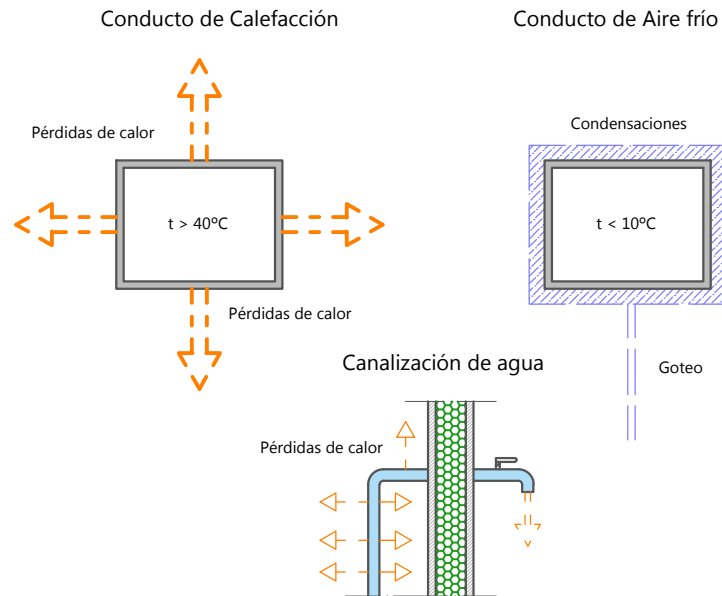 Conducto de Calefacción
Conducto de Aire frío
Pérdidas de calor
Condensaciones
t > 40ºC
t < 10ºC
Pérdidas de calor
Canalización de agua
Goteo
Pérdidas de calor